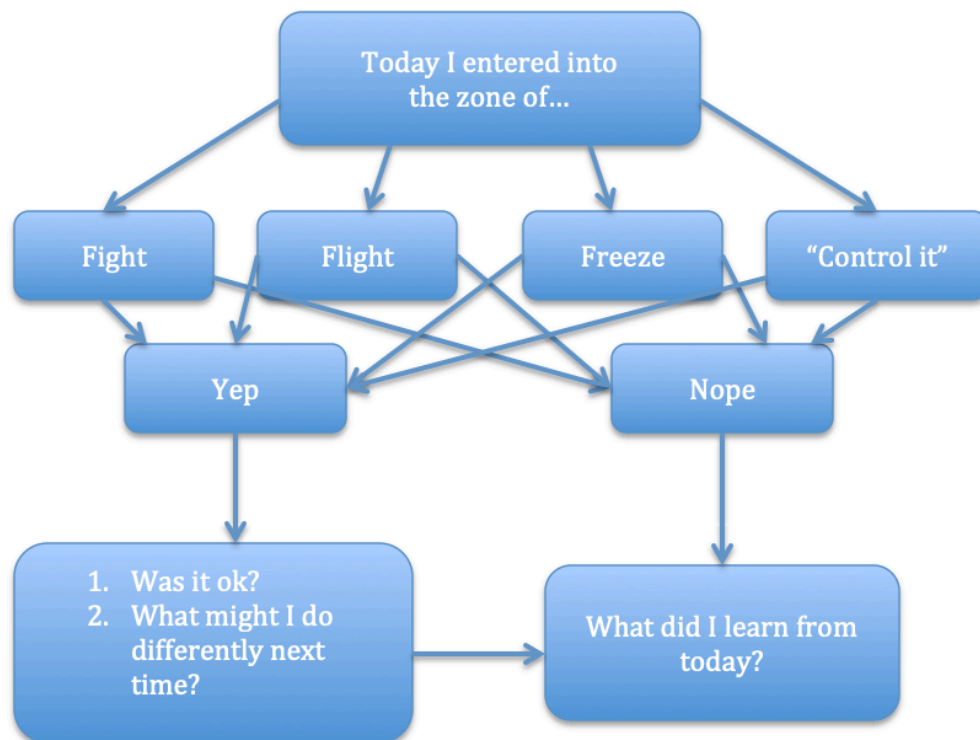 Today I entered into
the zone of...
Fight
Flight
Freeze
“Control it”
Yep
Nope
1. Was it ok?
2. What might I do
differently next
time?
What did I learn from
today?